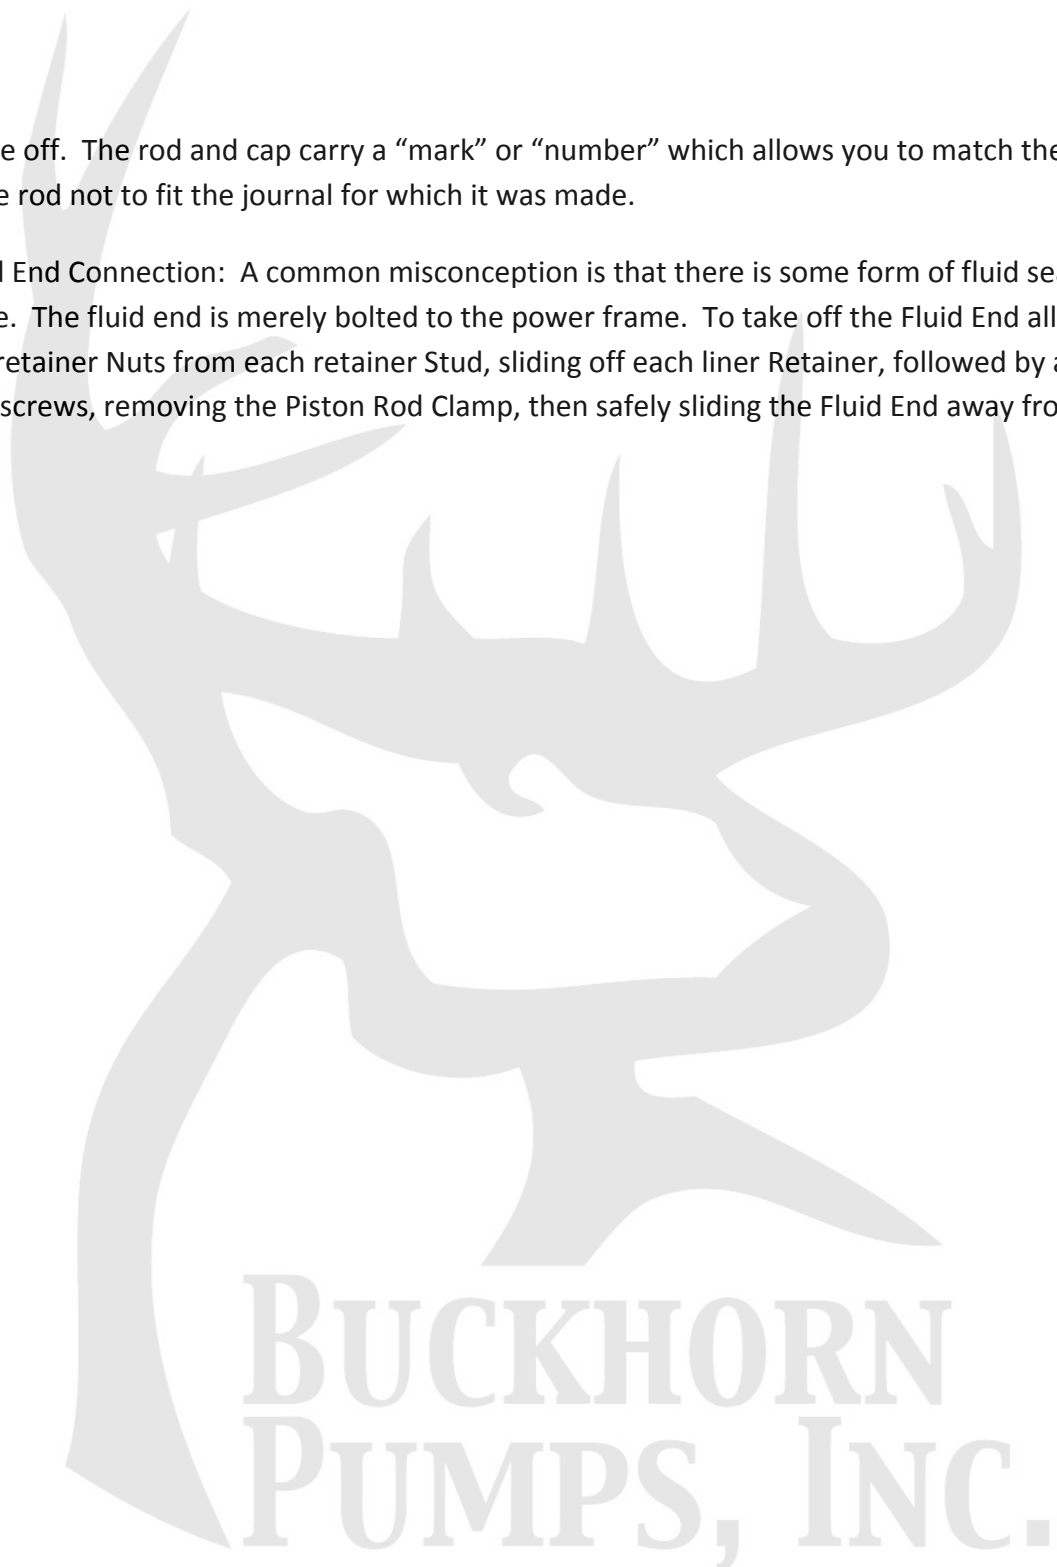 e off. The rod and cap carry a “mark” or “number” which allows you to match the
e rod not to fit the journal for which it was made.
l End Connection: A common misconception is that there is some form of fluid sea
e. The fluid end is merely bolted to the power frame. To take off the Fluid End all
retainer Nuts from each retainer Stud, sliding off each liner Retainer, followed by a
screws, removing the Piston Rod Clamp, then safely sliding the Fluid End away fro
BUCKHORN
PUMPS, INC.